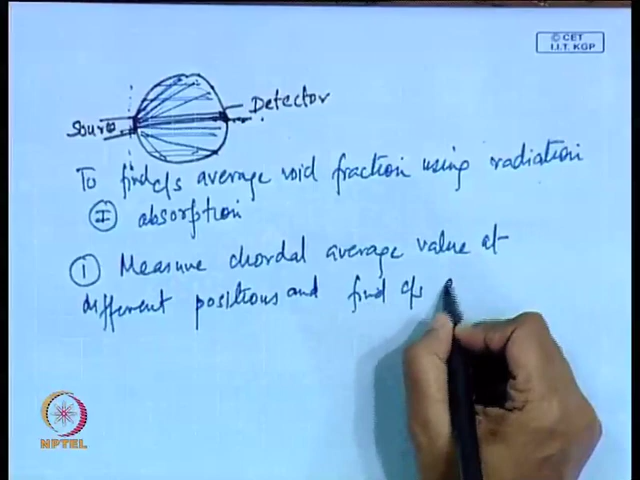 © CET
I.I.T. KGP
Source
Detector
To find c/s average void fraction using radiation
I absorption
1 Measure chordal average value at
different positions and find c/s
NPTEL